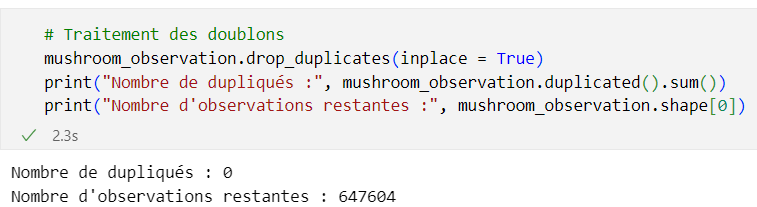 # Traitement des doublons
mushroom_observation.drop_duplicates(inplace = True)
print("Nombre de dupliqués :", mushroom_observation.duplicated().sum())
print("Nombre d'observations restantes :", mushroom_observation.shape[0])
✓ 2.3s
Nombre de dupliqués : 0
Nombre d'observations restantes : 647604